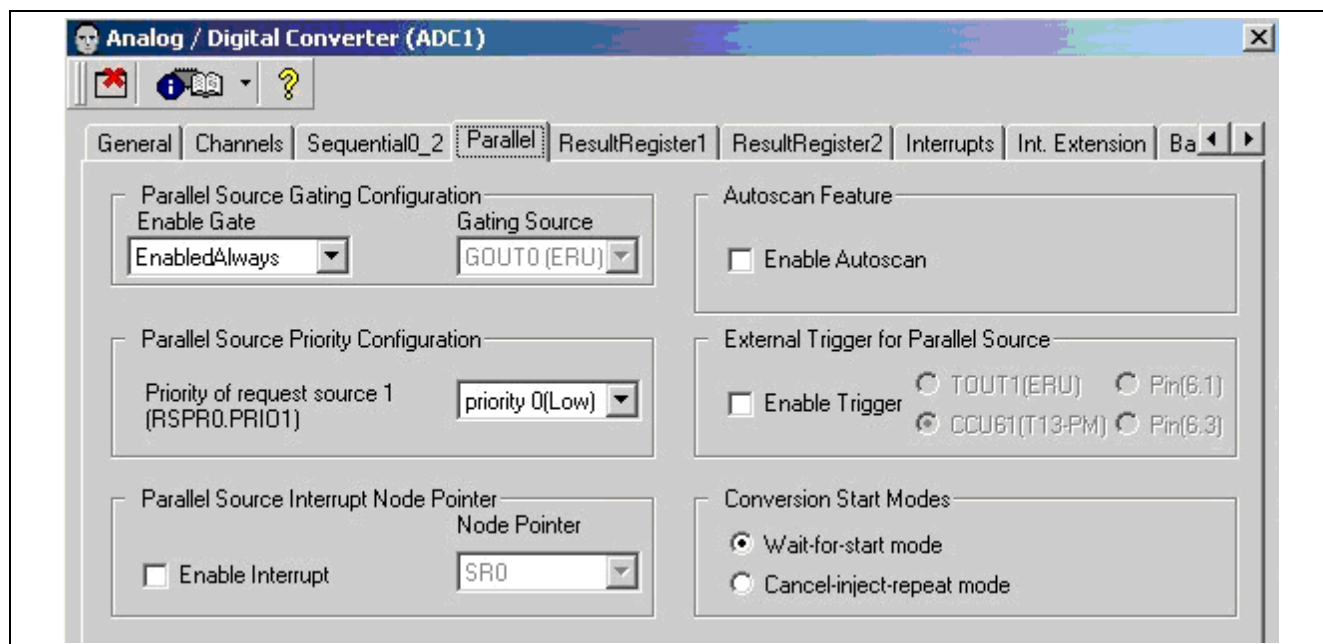 Analog / Digital Converter (ADC1)
General Channels Sequential0_2 Parallel ResultRegister1 ResultRegister2 Interrupts Int. Extension Ba
Parallel Source Gating Configuration
Enable Gate Gating Source
EnabledAlways GOUT0 (ERU)
Autoscan Feature
Enable Autoscan
Parallel Source Priority Configuration
Priority of request source 1
(RSPR0.PRIO1)
priority 0(Low)
External Trigger for Parallel Source
Enable Trigger
TOUT1(ERU) Pin(6.1)
CCU61(T13-PM) Pin(6.3)
Parallel Source Interrupt Node Pointer
Node Pointer
Enable Interrupt SR0
Conversion Start Modes
Wait-for-start mode
Cancel-inject-repeat mode